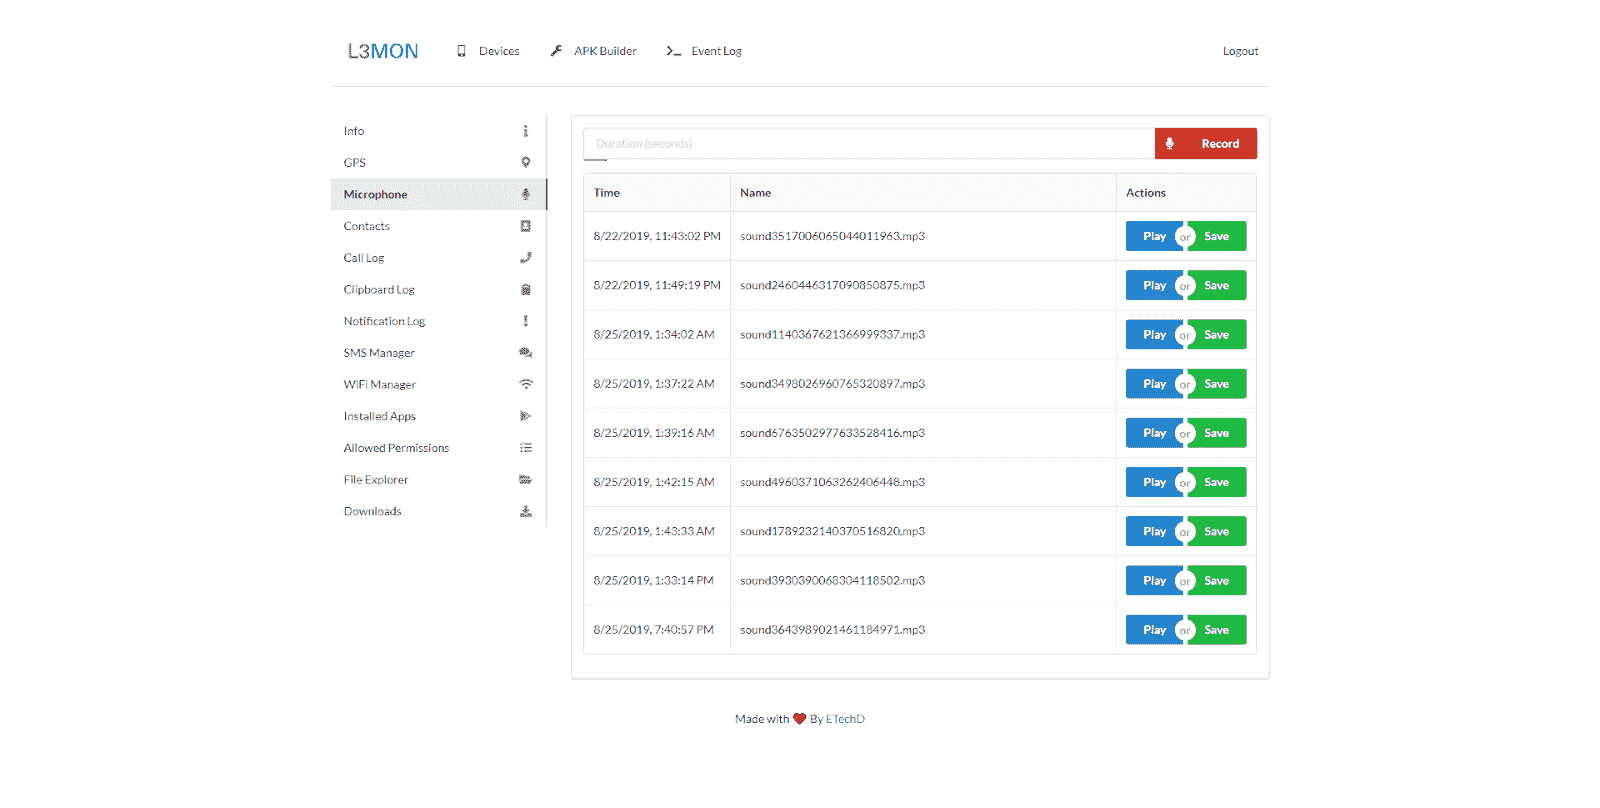 L3MON Devices APK Builder Event Log Logout
Info
GPS
Microphone
Contacts
Call Log
Clipboard Log
Notification Log
SMS Manager
WiFi Manager
Installed Apps
Allowed Permissions
File Explorer
Downloads
Duration (seconds) Record
Time Name Actions
8/22/2019, 11:43:02 PM sound3517006065044011963.mp3 Play or Save
8/22/2019, 11:49:19 PM sound2460446317090850875.mp3 Play or Save
8/25/2019, 1:34:02 AM sound1140367621366999337.mp3 Play or Save
8/25/2019, 1:37:22 AM sound3498026960765320897.mp3 Play or Save
8/25/2019, 1:39:16 AM sound6763502977633528416.mp3 Play or Save
8/25/2019, 1:42:15 AM sound4960371063262406448.mp3 Play or Save
8/25/2019, 1:43:33 AM sound1789232140370516820.mp3 Play or Save
8/25/2019, 1:33:14 PM sound3930390068304118502.mp3 Play or Save
8/25/2019, 7:40:57 PM sound3643989021461184971.mp3 Play or Save
Made with ❤ By ETechD